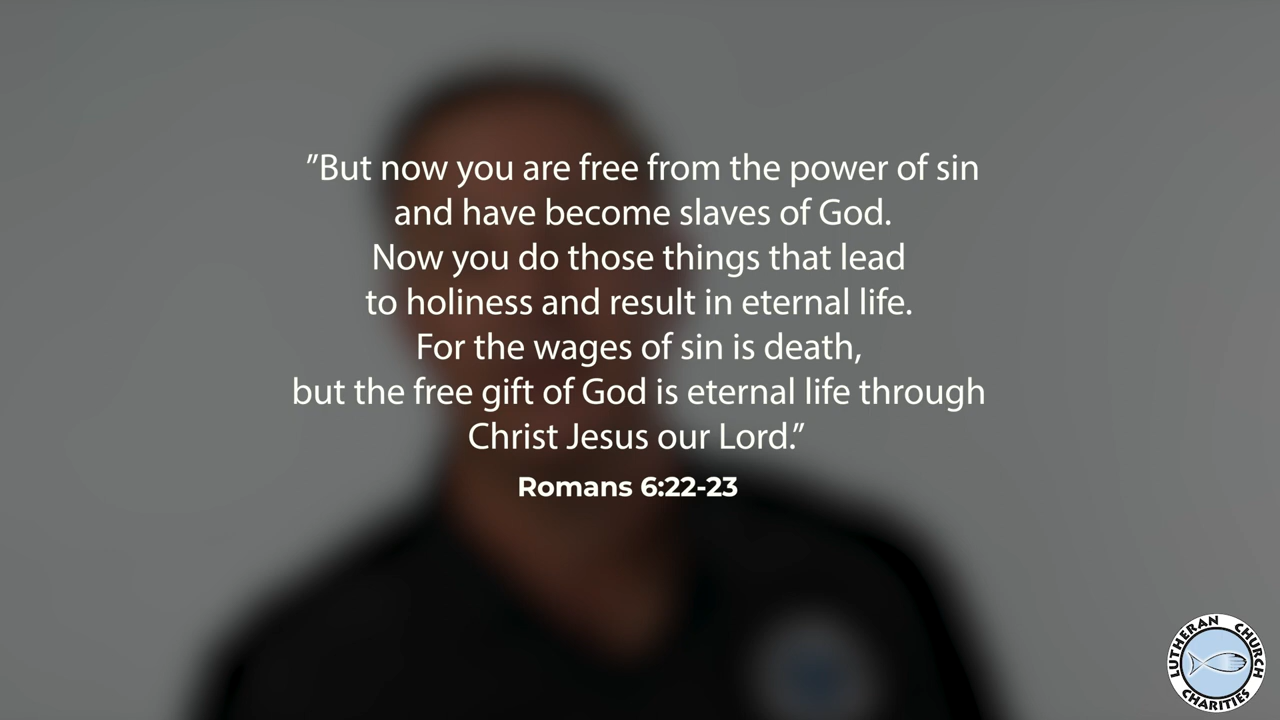 ”But now you are free from the power of sin
and have become slaves of God.
Now you do those things that lead
to holiness and result in eternal life.
For the wages of sin is death,
but the free gift of God is eternal life through
Christ Jesus our Lord.”
Romans 6:22-23
LUTHERAN CHURCH
CHARITIES